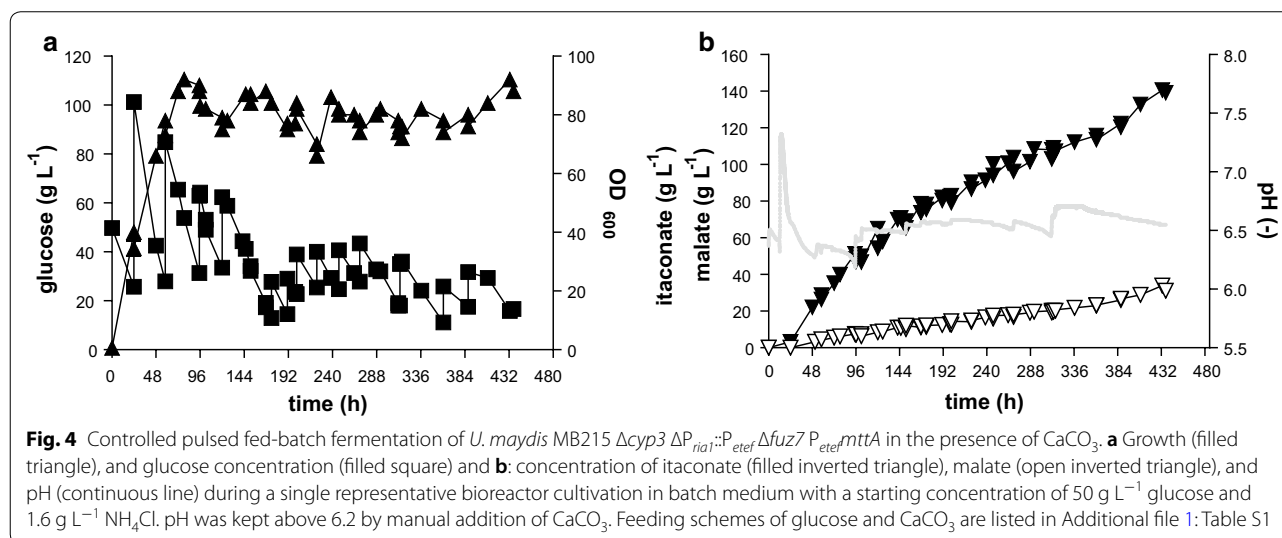 a
120
100
80
60
40
20
0
glucose (g L⁻¹)
100
80
60
40
20
0
OD 600
0 48 96 144 192 240 288 336 384 432 480
time (h)
b
160
140
120
100
80
60
40
20
0
itaconate (g L⁻¹)
malate (g L⁻¹)
8.0
7.5
7.0
6.5
6.0
5.5
pH (-)
0 48 96 144 192 240 288 336 384 432
time (h)
Fig. 4 Controlled pulsed fed-batch fermentation of U. maydis MB215 Δcyp3 ΔPria1::Petef Δfuz7 PetefmttA in the presence of CaCO3. a Growth (filled
triangle), and glucose concentration (filled square) and b: concentration of itaconate (filled inverted triangle), malate (open inverted triangle), and
pH (continuous line) during a single representative bioreactor cultivation in batch medium with a starting concentration of 50 g L⁻¹ glucose and
1.6 g L⁻¹ NH4Cl. pH was kept above 6.2 by manual addition of CaCO3. Feeding schemes of glucose and CaCO3 are listed in Additional file 1: Table S1